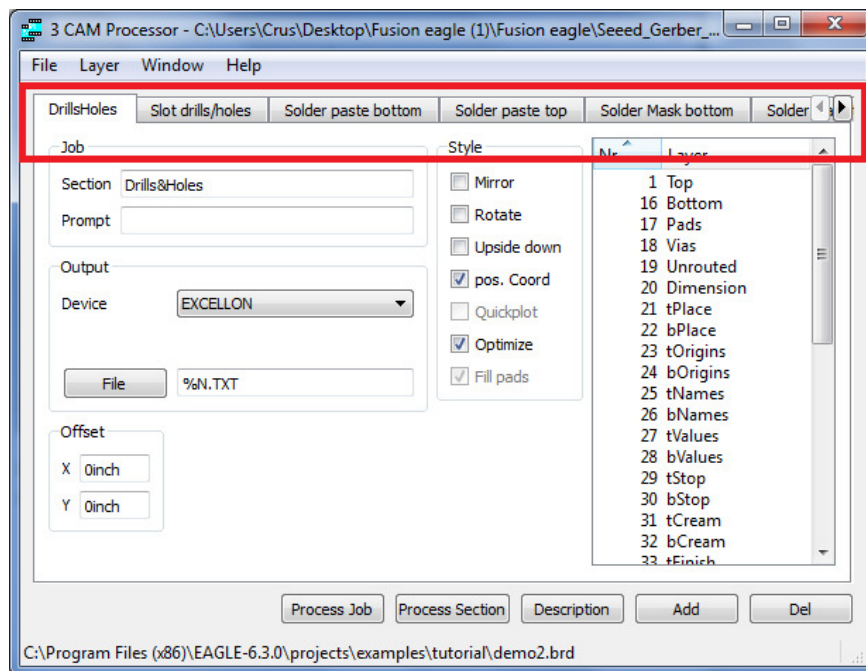 3 CAM Processor - C:\Users\Crus\Desktop\Fusion eagle (1)\Fusion eagle\Seeed_Gerber_...
File Layer Window Help
DrillsHoles Slot drills/holes Solder paste bottom Solder paste top Solder Mask bottom Solder
Job
Section Drills&Holes
Prompt
Output
Device EXCELLON
File %N.TXT
Offset
X 0inch
Y 0inch
Style
Mirror
Rotate
Upside down
pos. Coord
Quickplot
Optimize
Fill pads
Nr Layer
1 Top
16 Bottom
17 Pads
18 Vias
19 Unrouted
20 Dimension
21 tPlace
22 bPlace
23 tOrigins
24 bOrigins
25 tNames
26 bNames
27 tValues
28 bValues
29 tStop
30 bStop
31 tCream
32 bCream
33 tFinish
Process Job Process Section Description Add Del
C:\Program Files (x86)\EAGLE-6.3.0\projects\examples\tutorial\demo2.brd